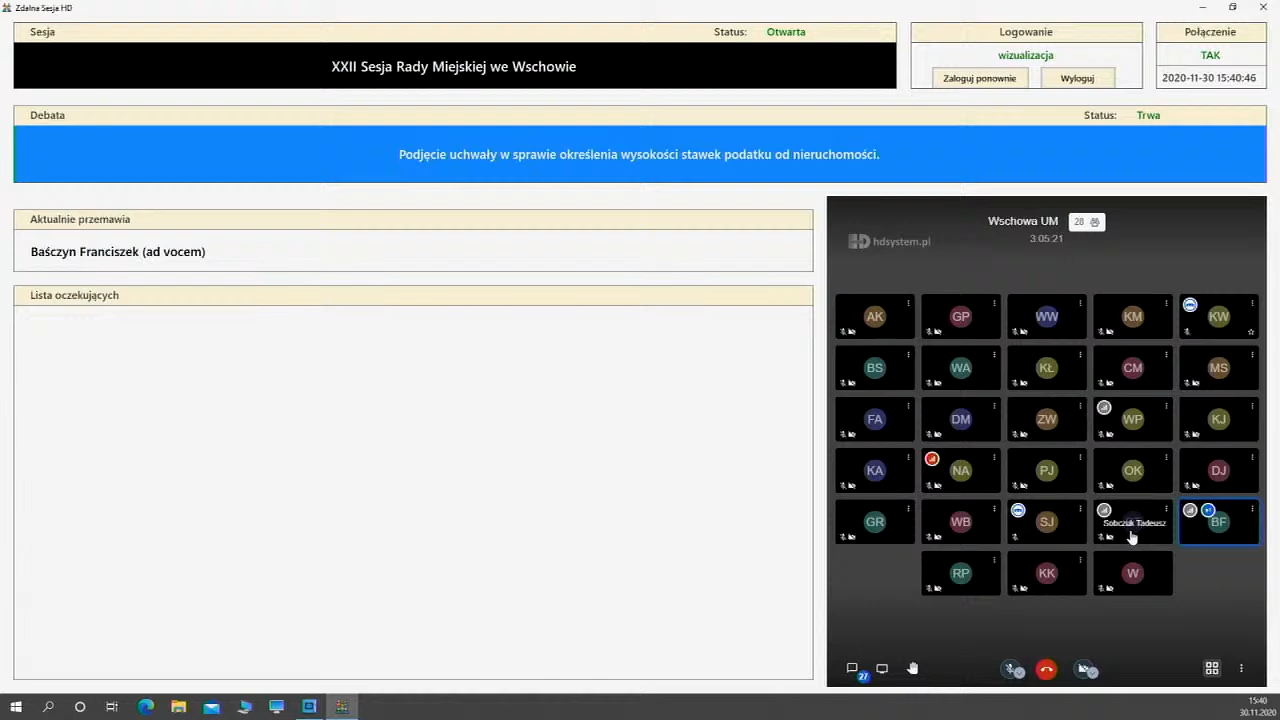 Zdalna Sesja HD
Sesja
Status: Otwarta
XXII Sesja Rady Miejskiej we Wschowie
Logowanie
wizualizacja
Zaloguj ponownie
Wyloguj
Połączenie
TAK
2020-11-30 15:40:46
Debata
Status: Trwa
Podjęcie uchwały w sprawie określenia wysokości stawek podatku od nieruchomości.
Aktualnie przemawia
Baśczyn Franciszek (ad vocem)
Lista oczekujących
Wschowa UM 28
3:05:21
HD hdsystem.pl
AK GP WW KM KW
BS WA KŁ CM MS
FA DM ZW WP KJ
KA NA PJ OK DJ
GR WB SJ Sobczuk Tadeusz BF
RP KK W
27
15:40
30.11.2020